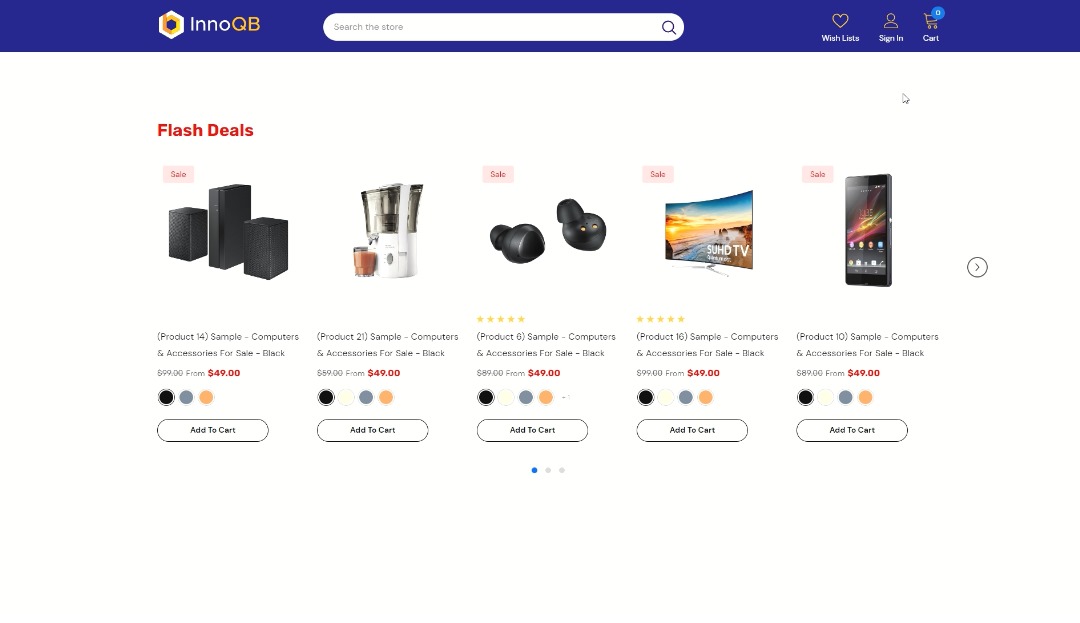 InnoQB
Search the store
Wish Lists
Sign In
0
Cart
Flash Deals
Sale
Sale
Sale
Sale
SUHDTV
(Product 14) Sample - Computers
& Accessories For Sale - Black
$99.00 From $49.00
Add To Cart
(Product 21) Sample - Computers
& Accessories For Sale - Black
$59.00 From $49.00
Add To Cart
(Product 6) Sample - Computers
& Accessories For Sale - Black
$89.00 From $49.00
Add To Cart
(Product 16) Sample - Computers
& Accessories For Sale - Black
$99.00 From $49.00
Add To Cart
(Product 10) Sample - Computers
& Accessories For Sale - Black
$89.00 From $49.00
Add To Cart